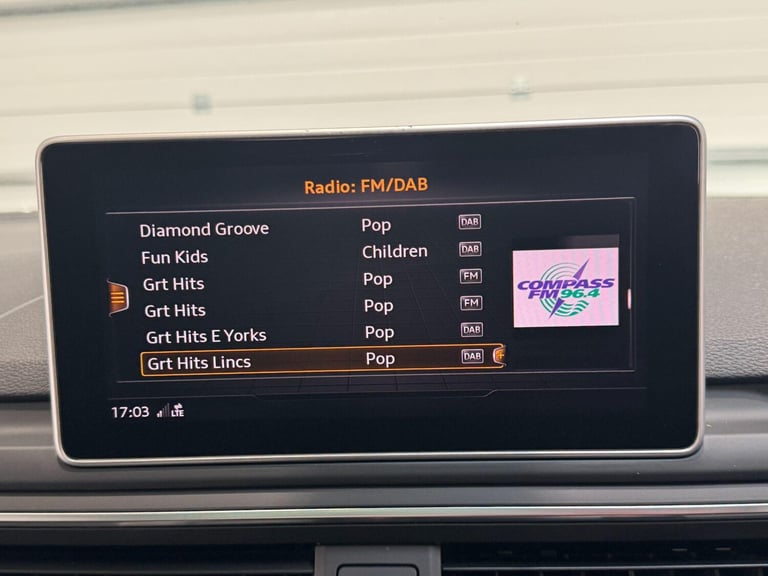 Radio: FM/DAB
Diamond Groove Pop DAB
Fun Kids Children DAB
Grt Hits Pop FM
Grt Hits Pop FM
Grt Hits E Yorks Pop DAB
Grt Hits Lincs Pop DAB
COMPASS
FM 96.4
17:03 LTE